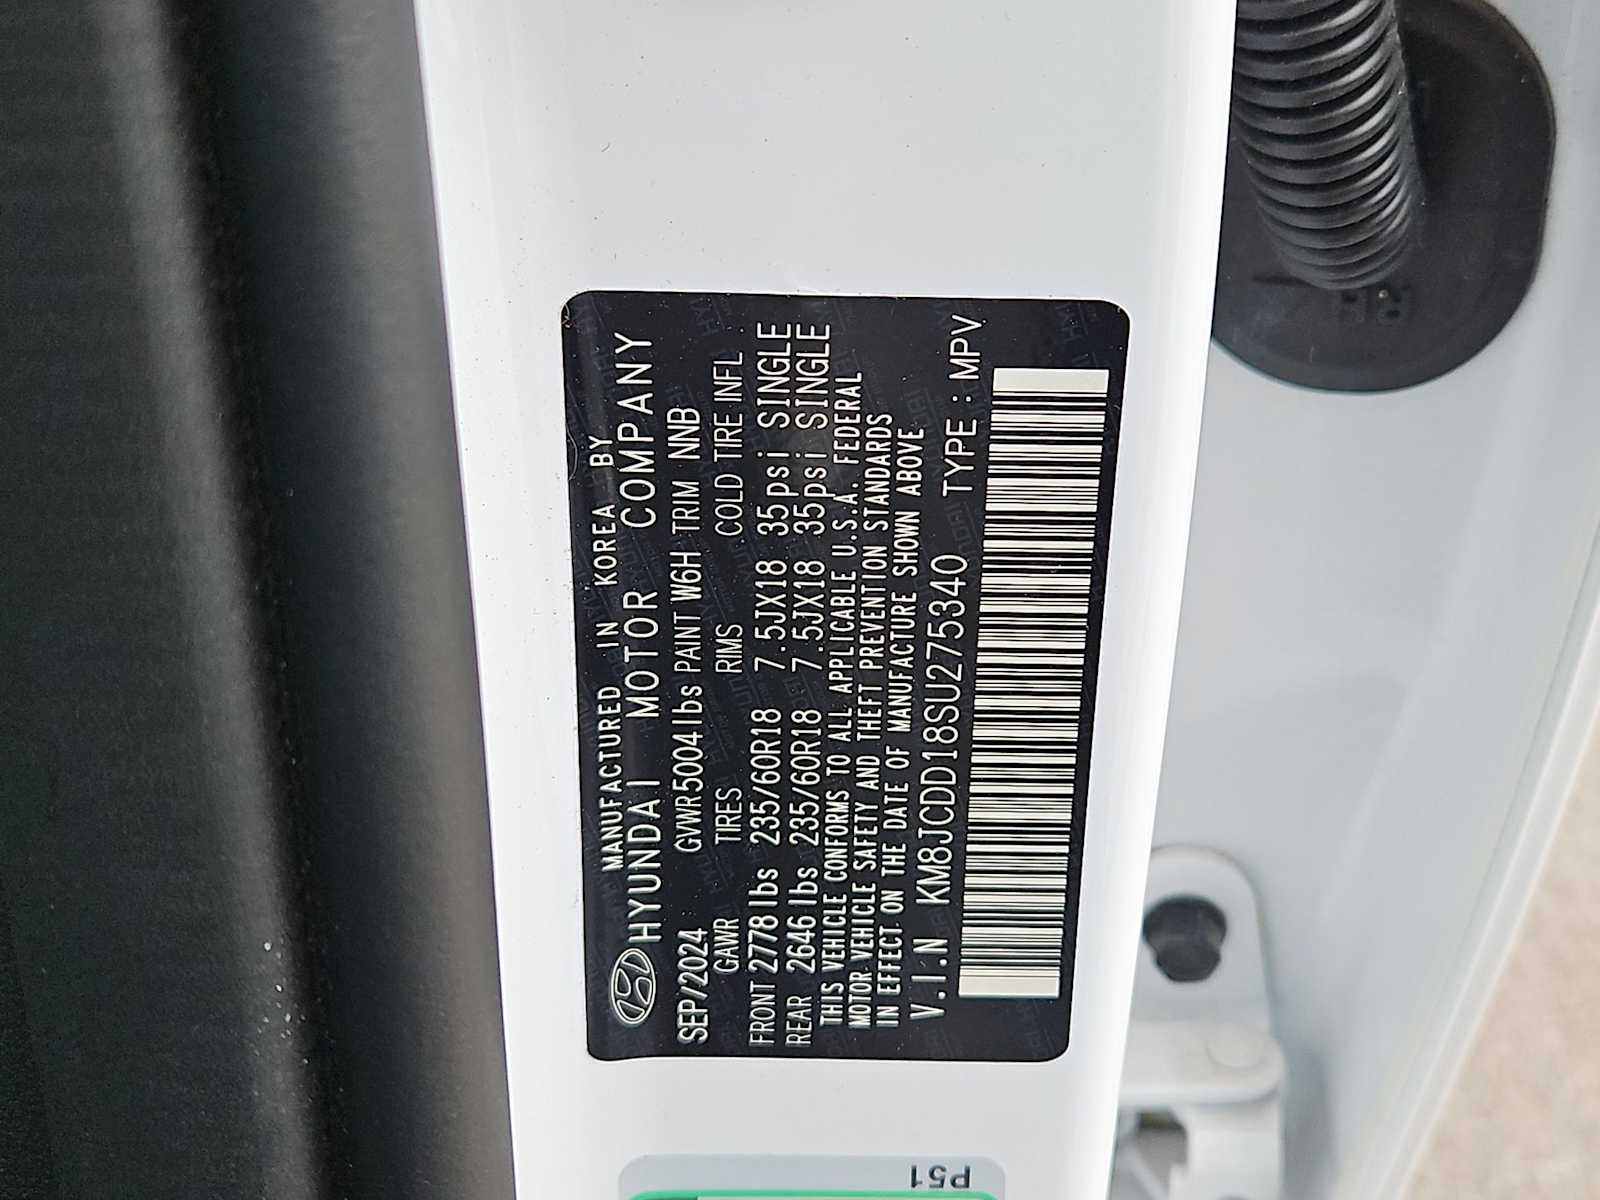 MANUFACTURED IN KOREA BY
HYUNDAI MOTOR COMPANY
SEP/2024 GVWR5004lbs PAINT W6H TRIM NNB
GAWR TIRES RIMS COLD TIRE INFL
FRONT 2778lbs 235/60R18 7.5JX18 35psi SINGLE
REAR 2646lbs 235/60R18 7.5JX18 35psi SINGLE
THIS VEHICLE CONFORMS TO ALL APPLICABLE U.S.A. FEDERAL
MOTOR VEHICLE SAFETY AND THEFT PREVENTION STANDARDS
IN EFFECT ON THE DATE OF MANUFACTURE SHOWN ABOVE
V.I.N KM8JCDD18SU275340 TYPE : MPV
P51